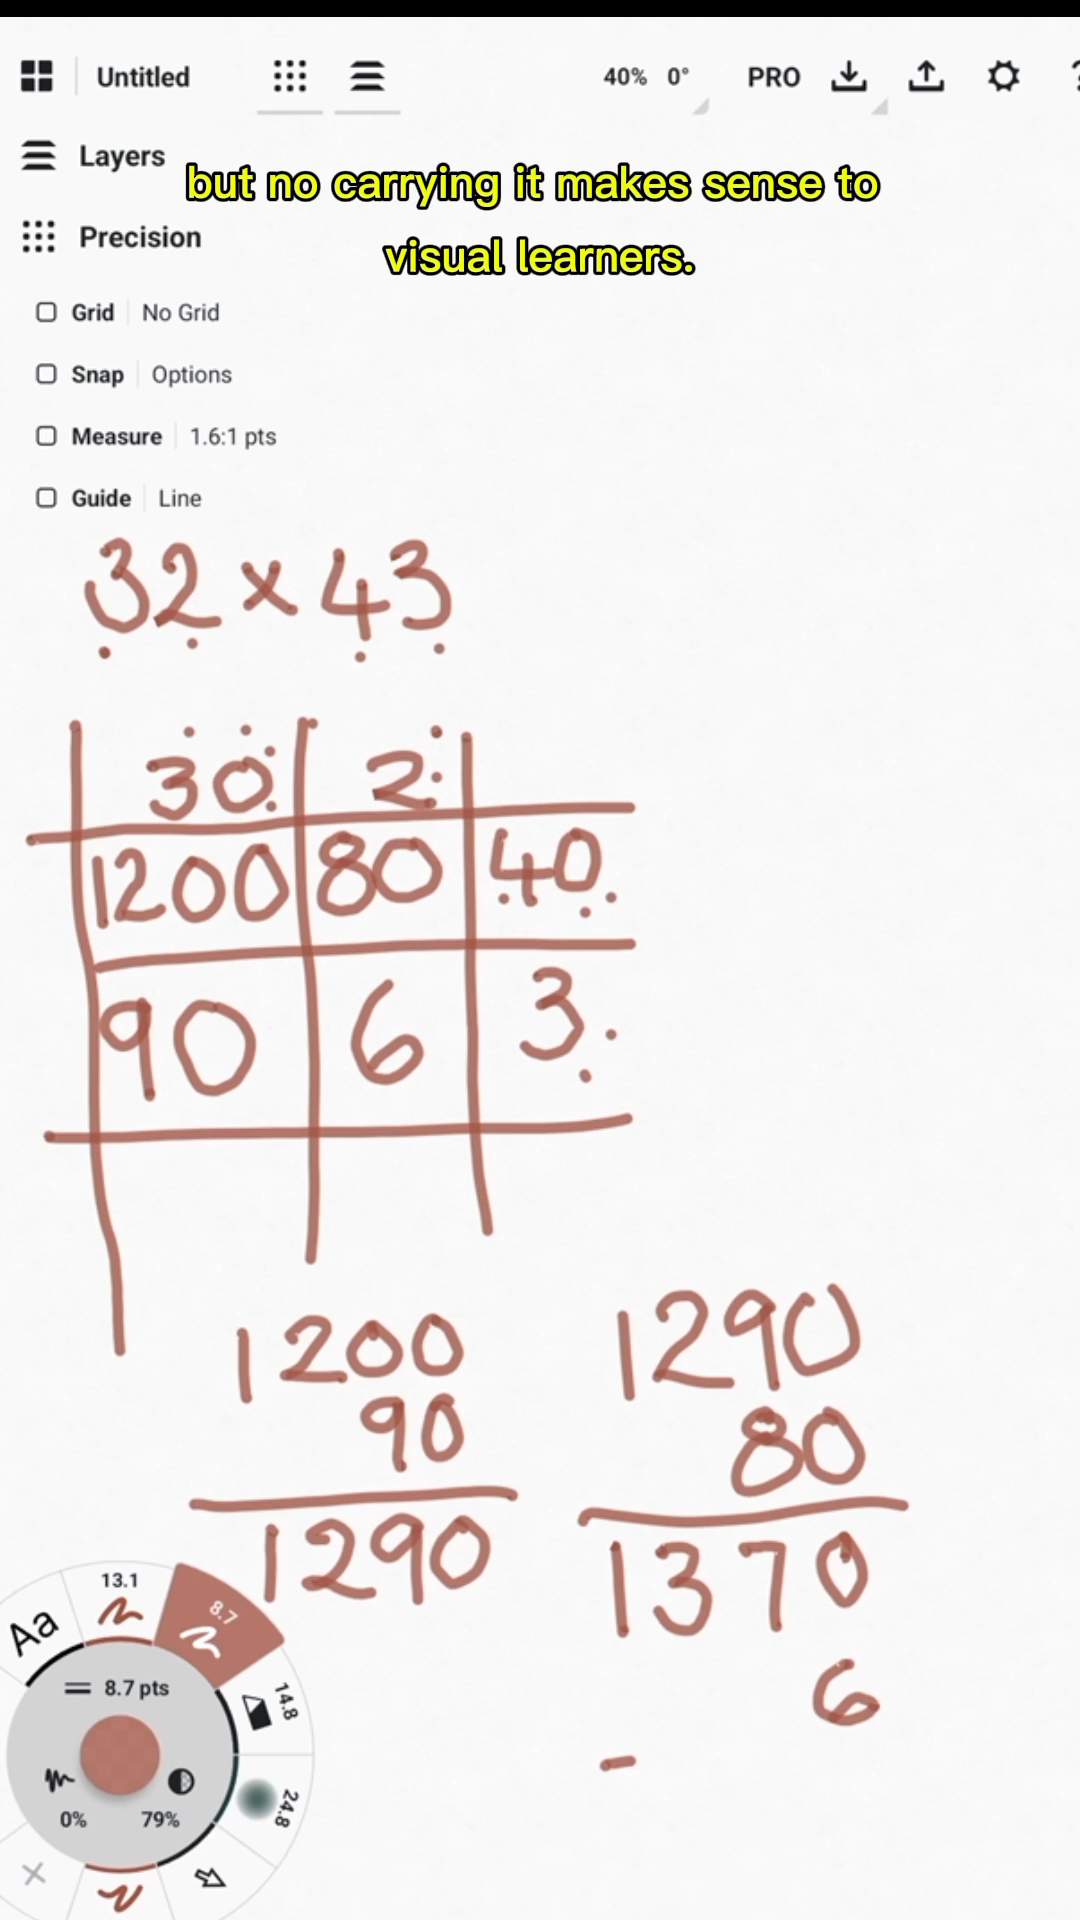 Untitled 40% 0° PRO
Layers
but no carrying it makes sense to
visual learners.
Precision
Grid No Grid
Snap Options
Measure 1.6:1 pts
Guide Line
32 × 43
30 2
1200 80 40
90 6 3
1200
90
1290
1290
80
1370
6
13.1
8.7
Aa
8.7 pts
14.8
0% 79%
24.8